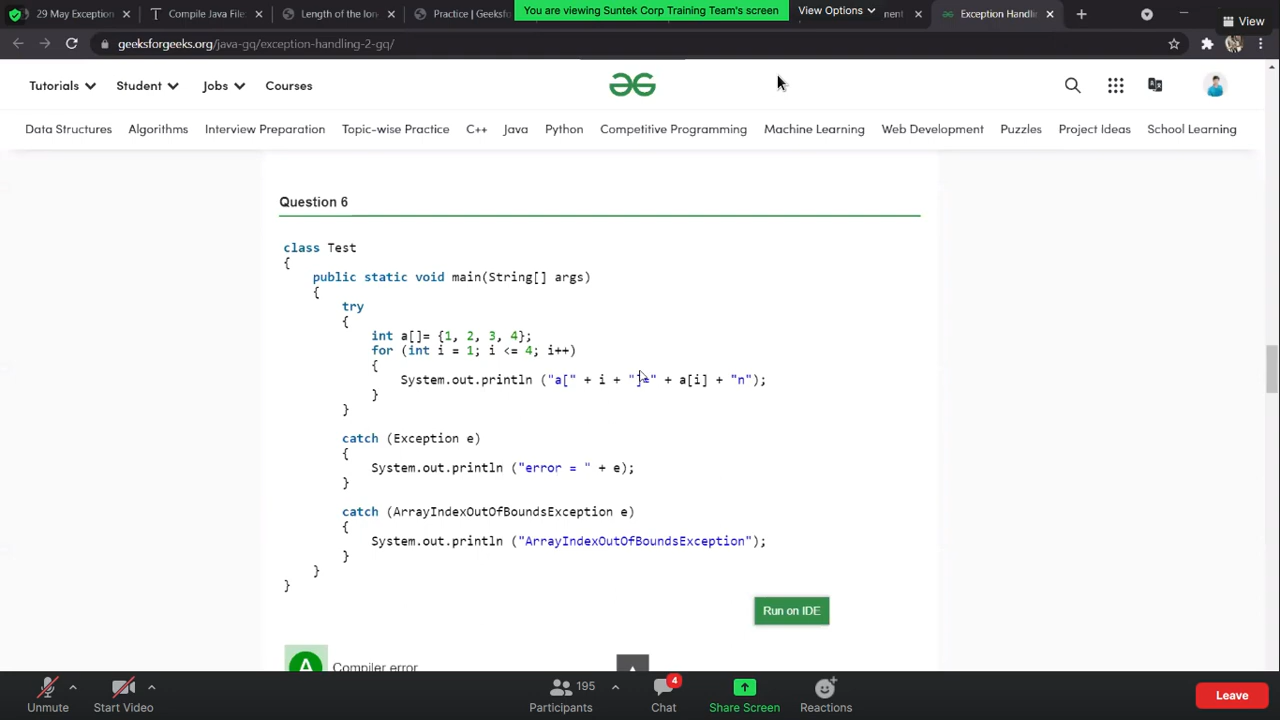 29 May Exception
Compile Java File
Length of the lon
Practice | Geeksf
You are viewing Suntek Corp Training Team's screen
View Options
ment
Exception Handl
View
geeksforgeeks.org/java-gq/exception-handling-2-gq/
Tutorials
Student
Jobs
Courses
Data Structures
Algorithms
Interview Preparation
Topic-wise Practice
C++
Java
Python
Competitive Programming
Machine Learning
Web Development
Puzzles
Project Ideas
School Learning
Question 6
class Test
{
public static void main(String[] args)
{
try
{
int a[]= {1, 2, 3, 4};
for (int i = 1; i <= 4; i++)
{
System.out.println ("a[" + i + "]=" + a[i] + "n");
}
}
catch (Exception e)
{
System.out.println ("error = " + e);
}
catch (ArrayIndexOutOfBoundsException e)
{
System.out.println ("ArrayIndexOutOfBoundsException");
}
}
}
Run on IDE
A
Compiler error
Unmute
Start Video
195
Participants
4
Chat
Share Screen
Reactions
Leave